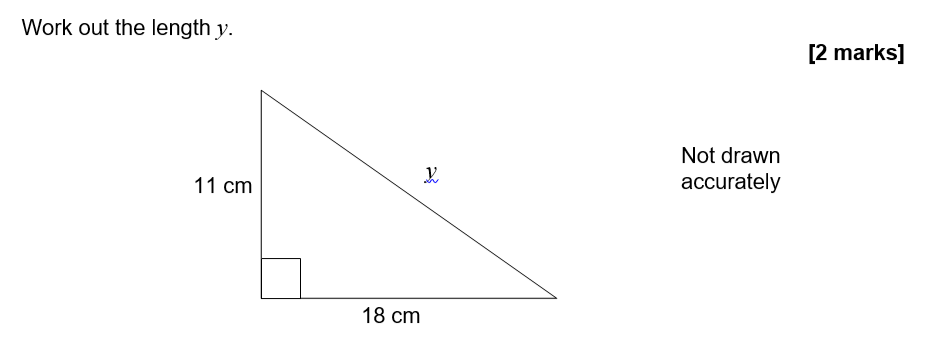 Work out the length y.
[2 marks]
Not drawn
accurately
y
11 cm
18 cm